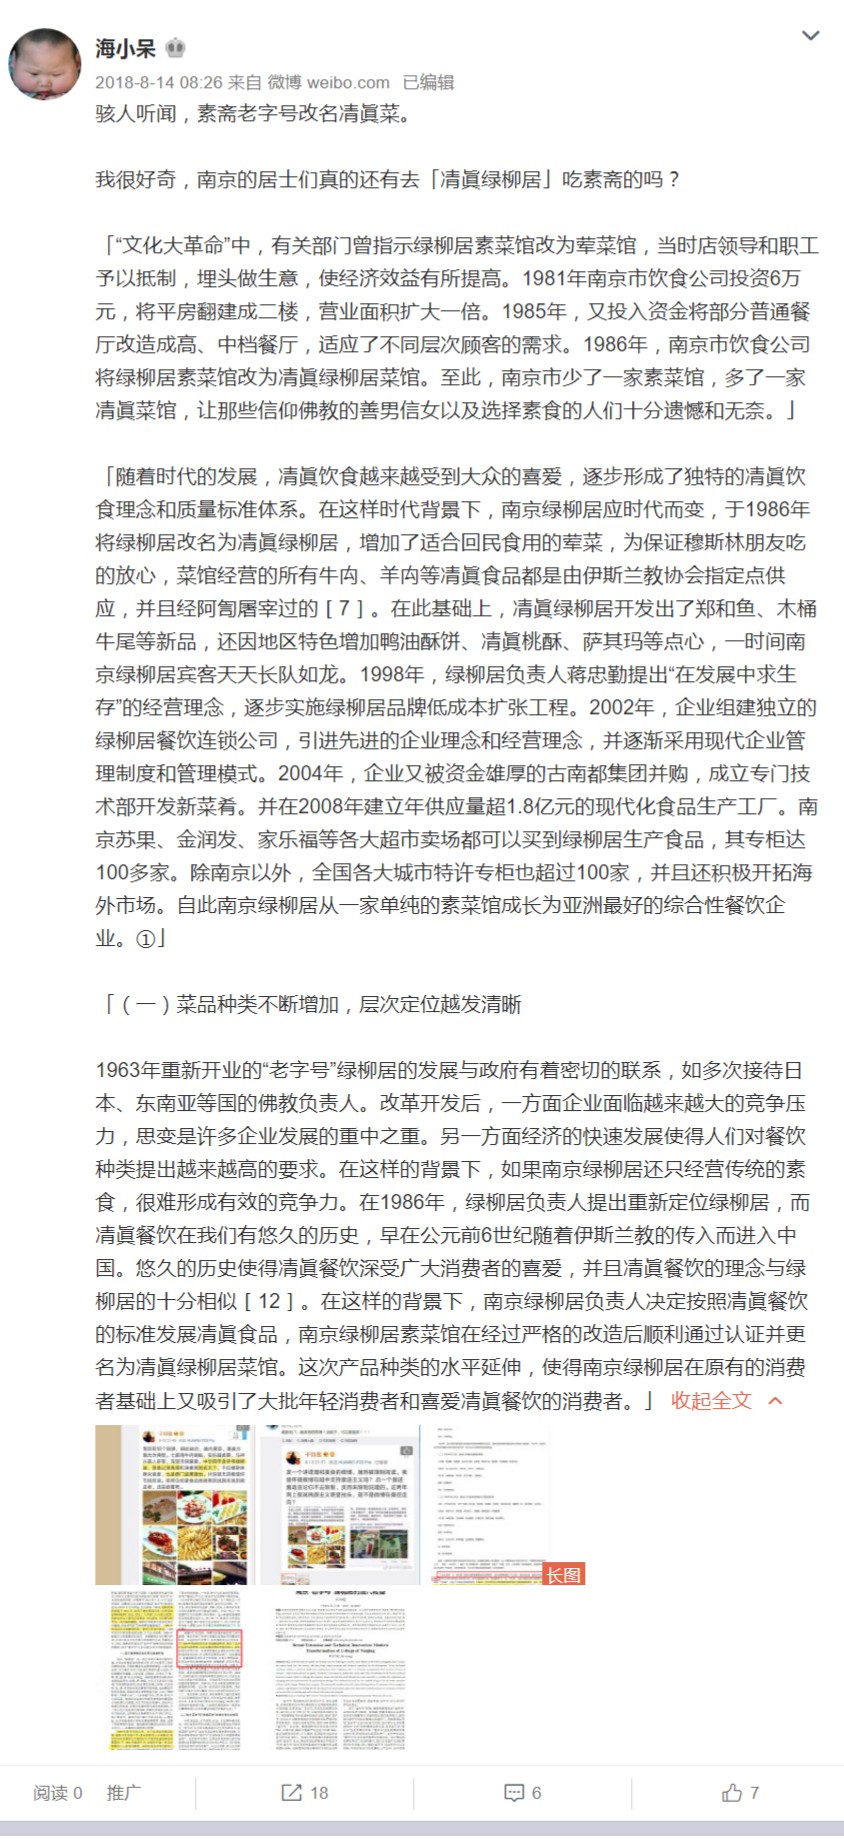 海小呆
2018-8-14 08:26 来自 微博 weibo.com 已编辑
骇人听闻，素斋老字号改名凊眞菜。
我很好奇，南京的居士们真的还有去「凊眞绿柳居」吃素斋的吗？
「“文化大革命”中，有关部门曾指示绿柳居素菜馆改为荤菜馆，当时店领导和职工
予以抵制，埋头做生意，使经济效益有所提高。1981年南京市饮食公司投资6万
元，将平房翻建成二楼，营业面积扩大一倍。1985年，又投入资金将部分普通餐
厅改造成高、中档餐厅，适应了不同层次顾客的需求。1986年，南京市饮食公司
将绿柳居素菜馆改为凊眞绿柳居菜馆。至此，南京市少了一家素菜馆，多了一家
凊眞菜馆，让那些信仰佛教的善男信女以及选择素食的人们十分遗憾和无奈。」
「随着时代的发展，凊眞饮食越来越受到大众的喜爱，逐步形成了独特的凊眞饮
食理念和质量标准体系。在这样时代背景下，南京绿柳居应时代而变，于1986年
将绿柳居改名为凊眞绿柳居，增加了适合回民食用的荤菜，为保证穆斯林朋友吃
的放心，菜馆经营的所有牛禸、羊禸等凊眞食品都是由伊斯兰教协会指定点供
应，并且经阿訇屠宰过的［7］。在此基础上，凊眞绿柳居开发出了郑和鱼、木桶
牛尾等新品，还因地区特色增加鸭油酥饼、凊眞桃酥、萨其玛等点心，一时间南
京绿柳居宾客天天长队如龙。1998年，绿柳居负责人蒋忠勤提出“在发展中求生
存”的经营理念，逐步实施绿柳居品牌低成本扩张工程。2002年，企业组建独立的
绿柳居餐饮连锁公司，引进先进的企业理念和经营理念，并逐渐采用现代企业管
理制度和管理模式。2004年，企业又被资金雄厚的古南都集团并购，成立专门技
术部开发新菜肴。并在2008年建立年供应量超1.8亿元的现代化食品生产工厂。南
京苏果、金润发、家乐福等各大超市卖场都可以买到绿柳居生产食品，其专柜达
100多家。除南京以外，全国各大城市特许专柜也超过100家，并且还积极开拓海
外市场。自此南京绿柳居从一家单纯的素菜馆成长为亚洲最好的综合性餐饮企
业。①」
「（一）菜品种类不断增加，层次定位越发清晰
1963年重新开业的“老字号”绿柳居的发展与政府有着密切的联系，如多次接待日
本、东南亚等国的佛教负责人。改革开发后，一方面企业面临越来越大的竞争压
力，思变是许多企业发展的重中之重。另一方面经济的快速发展使得人们对餐饮
种类提出越来越高的要求。在这样的背景下，如果南京绿柳居还只经营传统的素
食，很难形成有效的竞争力。在1986年，绿柳居负责人提出重新定位绿柳居，而
凊眞餐饮在我们有悠久的历史，早在公元前6世纪随着伊斯兰教的传入而进入中
国。悠久的历史使得凊眞餐饮深受广大消费者的喜爱，并且凊眞餐饮的理念与绿
柳居的十分相似［12］。在这样的背景下，南京绿柳居负责人决定按照凊眞餐饮
的标准发展凊眞食品，南京绿柳居素菜馆在经过严格的改造后顺利通过认证并更
名为凊眞绿柳居菜馆。这次产品种类的水平延伸，使得南京绿柳居在原有的消费
者基础上又吸引了大批年轻消费者和喜爱凊眞餐饮的消费者。」 收起全文
长图
阅读 0 推广 18 6 7